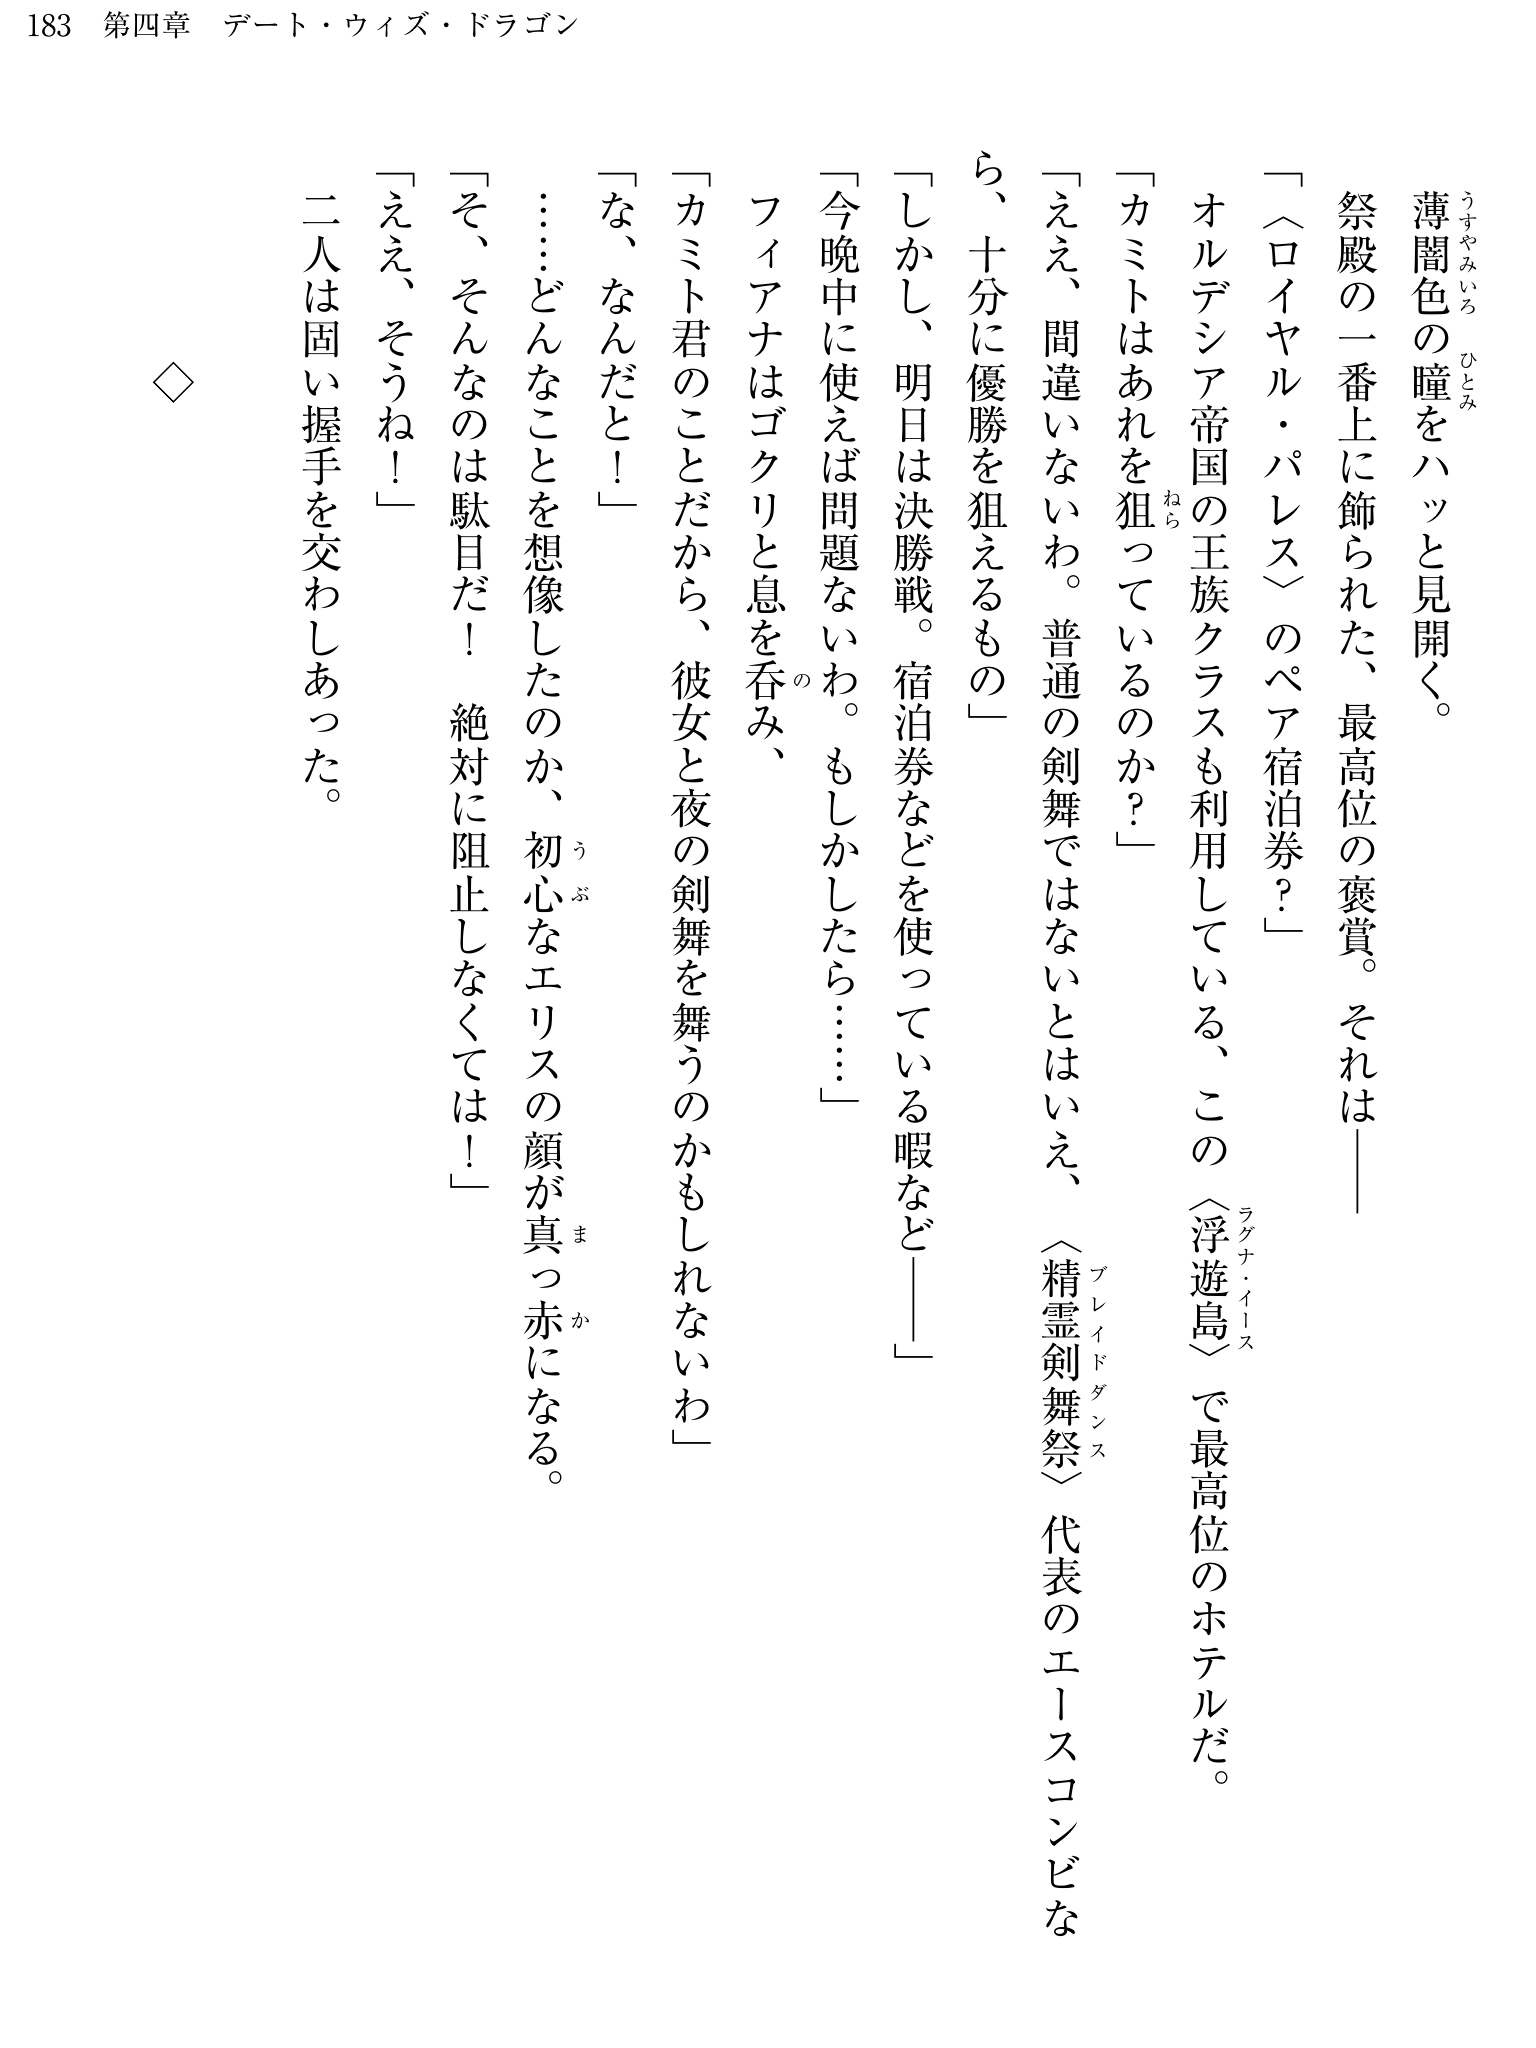 183　第四章　デート・ウィズ・ドラゴン
薄闇色の瞳をハッと見開く。
祭殿の一番上に飾られた、最高位の褒賞。それは――
「〈ロイヤル・パレス〉のペア宿泊券？」
オルデシア帝国の王族クラスも利用している、この〈浮遊島〉で最高位のホテルだ。
「カミトはあれを狙っているのか？」
「ええ、間違いないわ。普通の剣舞ではないとはいえ、〈精霊剣舞祭〉代表のエースコンビな
ら、十分に優勝を狙えるもの」
「しかし、明日は決勝戦。宿泊券などを使っている暇など――」
「今晩中に使えば問題ないわ。もしかしたら……」
フィアナはゴクリと息を呑み、
「カミト君のことだから、彼女と夜の剣舞を舞うのかもしれないわ」
「な、なんだと！」
……どんなことを想像したのか、初心なエリスの顔が真っ赤になる。
「そ、そんなのは駄目だ！　絶対に阻止しなくては！」
「ええ、そうね！」
二人は固い握手を交わしあった。
◇
うすやみいろ
ひとみ
ラグナ・イース
ねら
ブレイドダンス
の
うぶ
ま
か